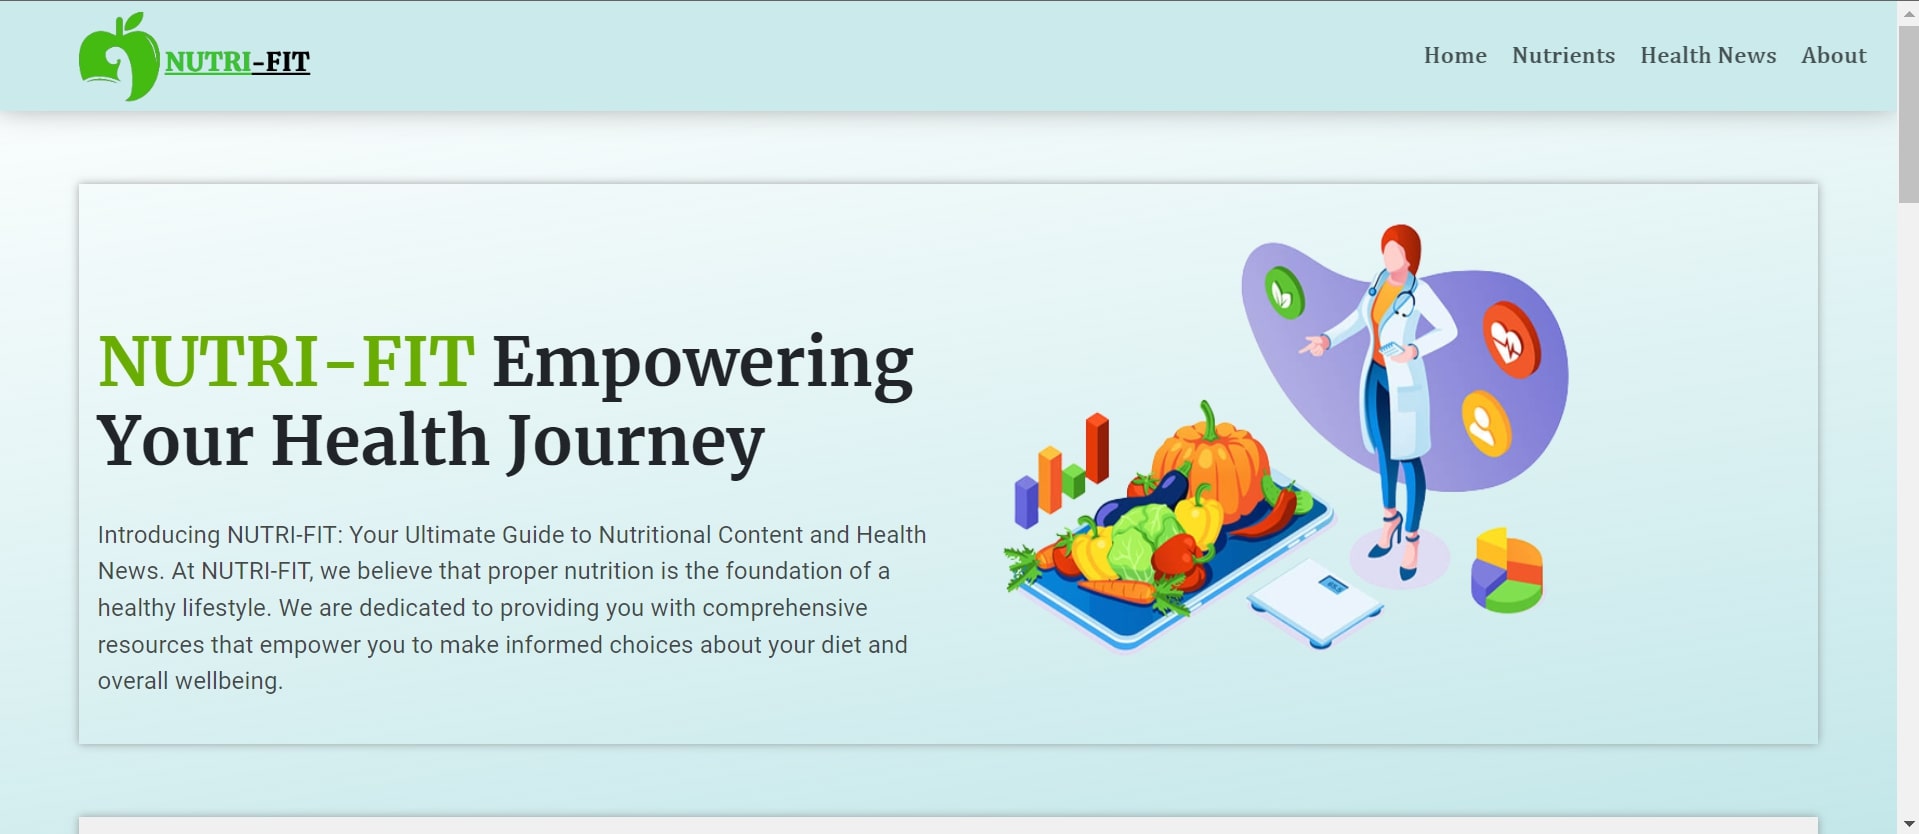 NUTRI-FIT
Home Nutrients Health News About
NUTRI-FIT Empowering
Your Health Journey
Introducing NUTRI-FIT: Your Ultimate Guide to Nutritional Content and Health
News. At NUTRI-FIT, we believe that proper nutrition is the foundation of a
healthy lifestyle. We are dedicated to providing you with comprehensive
resources that empower you to make informed choices about your diet and
overall wellbeing.